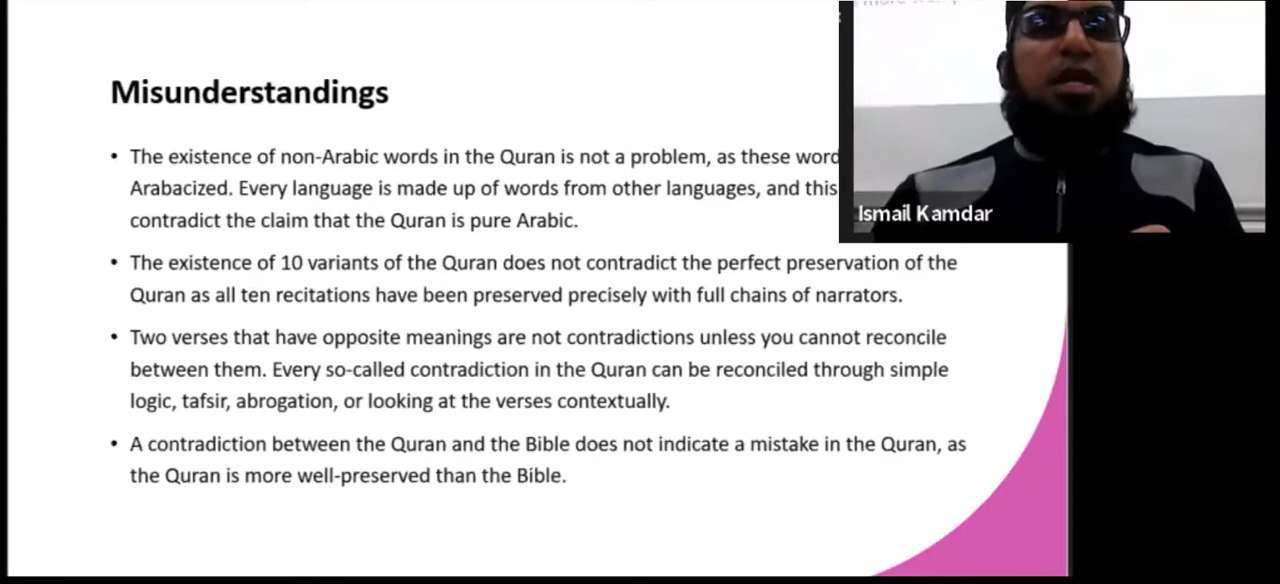 Misunderstandings
• The existence of non-Arabic words in the Quran is not a problem, as these word
Arabacized. Every language is made up of words from other languages, and this
contradict the claim that the Quran is pure Arabic.
• The existence of 10 variants of the Quran does not contradict the perfect preservation of the
Quran as all ten recitations have been preserved precisely with full chains of narrators.
• Two verses that have opposite meanings are not contradictions unless you cannot reconcile
between them. Every so-called contradiction in the Quran can be reconciled through simple
logic, tafsir, abrogation, or looking at the verses contextually.
• A contradiction between the Quran and the Bible does not indicate a mistake in the Quran, as
the Quran is more well-preserved than the Bible.
Ismail Kamdar